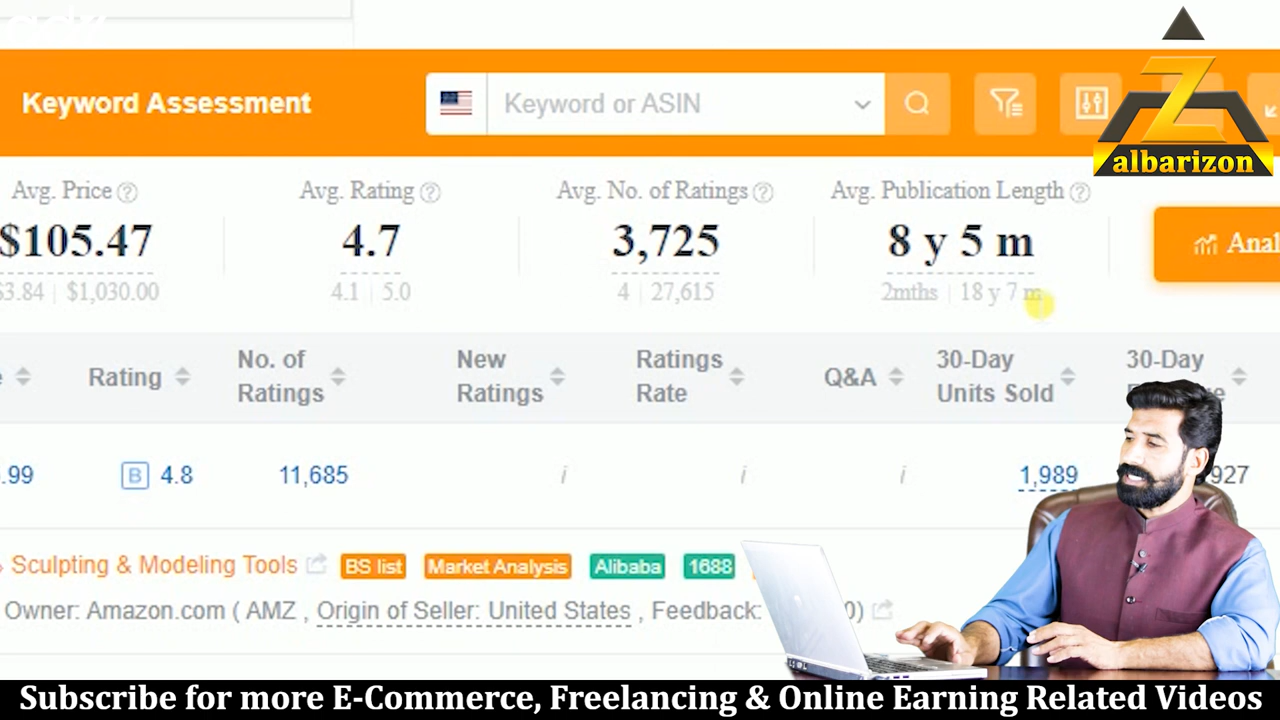 Keyword Assessment
Keyword or ASIN
Z
albarizon
Avg. Price ?
Avg. Rating ?
Avg. No. of Ratings ?
Avg. Publication Length ?
$105.47
4.7
3,725
8 y 5 m
Anal
$3.84 | $1,030.00
4.1 | 5.0
4 | 27,615
2mths | 18 y 7 m
Rating
No. of
Ratings
New
Ratings
Ratings
Rate
Q&A
30-Day
Units Sold
30-Day
.99
B 4.8
11,685
i
i
i
1,989
927
Sculpting & Modeling Tools
BS list
Market Analysis
Alibaba
1688
Owner: Amazon.com ( AMZ , Origin of Seller: United States , Feedback:
0)
Subscribe for more E-Commerce, Freelancing & Online Earning Related Videos